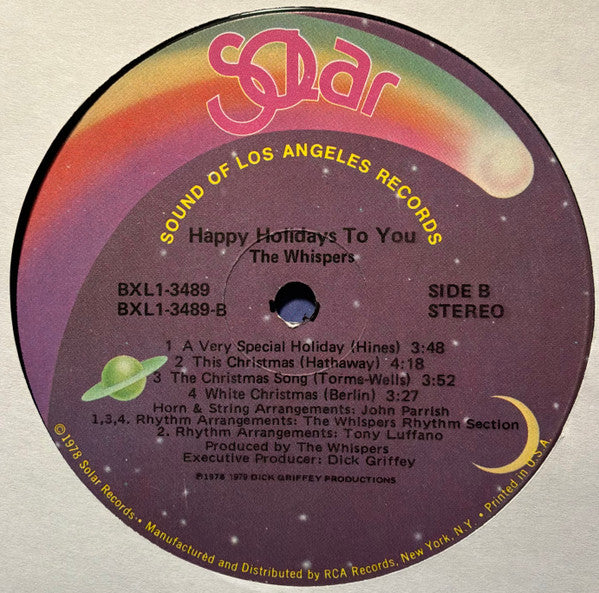 Solar
SOUND OF LOS ANGELES RECORDS
Happy Holidays To You
The Whispers
BXL1-3489
BXL1-3489-B
SIDE B
STEREO
1 A Very Special Holiday (Hines) 3:48
2 This Christmas (Hathaway) 4:18
3 The Christmas Song (Torme-Wells) 3:52
4 White Christmas (Berlin) 3:27
Horn & String Arrangements: John Parrish
1,3,4. Rhythm Arrangements: The Whispers Rhythm Section
2. Rhythm Arrangements: Tony Luffano
Produced by The Whispers
Executive Producer: Dick Griffey
℗1978 1979 DICK GRIFFEY PRODUCTIONS
©1978 Solar Records • Manufactured and Distributed by RCA Records, New York, N.Y. • Printed in U.S.A.